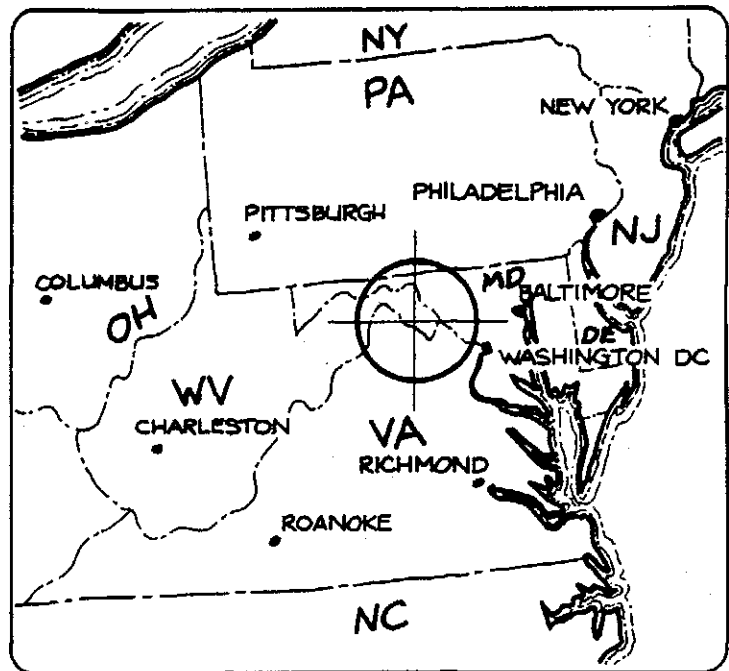 NY
PA
NEW YORK
PHILADELPHIA
PITTSBURGH
NJ
MD
COLUMBUS
BALTIMORE
OH
DE
WASHINGTON DC
WV
CHARLESTON
VA
RICHMOND
ROANOKE
NC